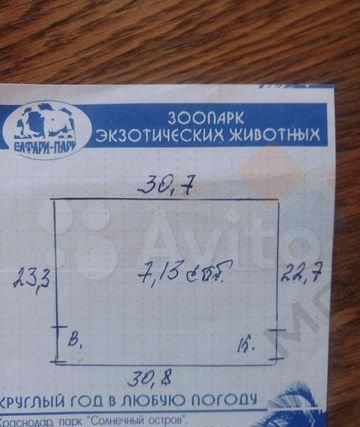 ЗООПАРК
ЭКЗОТИЧЕСКИХ ЖИВОТНЫХ
САФАРИ-ПАРК
30,7
23,3
7,13 сот.
22,7
Avito
В.
К.
30,8
КРУГЛЫЙ ГОД В ЛЮБУЮ ПОГОДУ
Краснодар, парк "Солнечный остров",